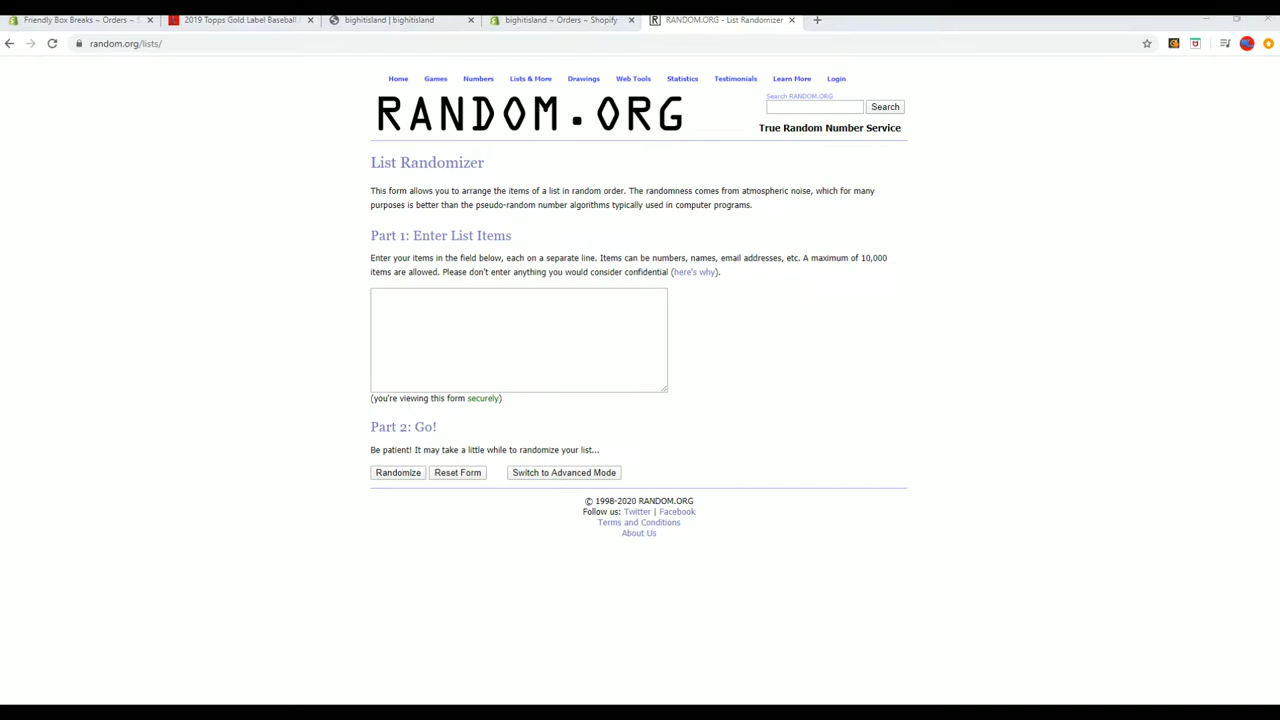 Friendly Box Breaks ~ Orders ~
2019 Topps Gold Label Baseball
bighitisland | bighitisland
bighitisland ~ Orders ~ Shopify
RANDOM.ORG - List Randomizer
random.org/lists/
Home Games Numbers Lists & More Drawings Web Tools Statistics Testimonials Learn More Login
RANDOM.ORG
Search RANDOM.ORG
Search
True Random Number Service
List Randomizer
This form allows you to arrange the items of a list in random order. The randomness comes from atmospheric noise, which for many
purposes is better than the pseudo-random number algorithms typically used in computer programs.
Part 1: Enter List Items
Enter your items in the field below, each on a separate line. Items can be numbers, names, email addresses, etc. A maximum of 10,000
items are allowed. Please don't enter anything you would consider confidential (here's why).
(you're viewing this form securely)
Part 2: Go!
Be patient! It may take a little while to randomize your list...
Randomize Reset Form Switch to Advanced Mode
© 1998-2020 RANDOM.ORG
Follow us: Twitter | Facebook
Terms and Conditions
About Us